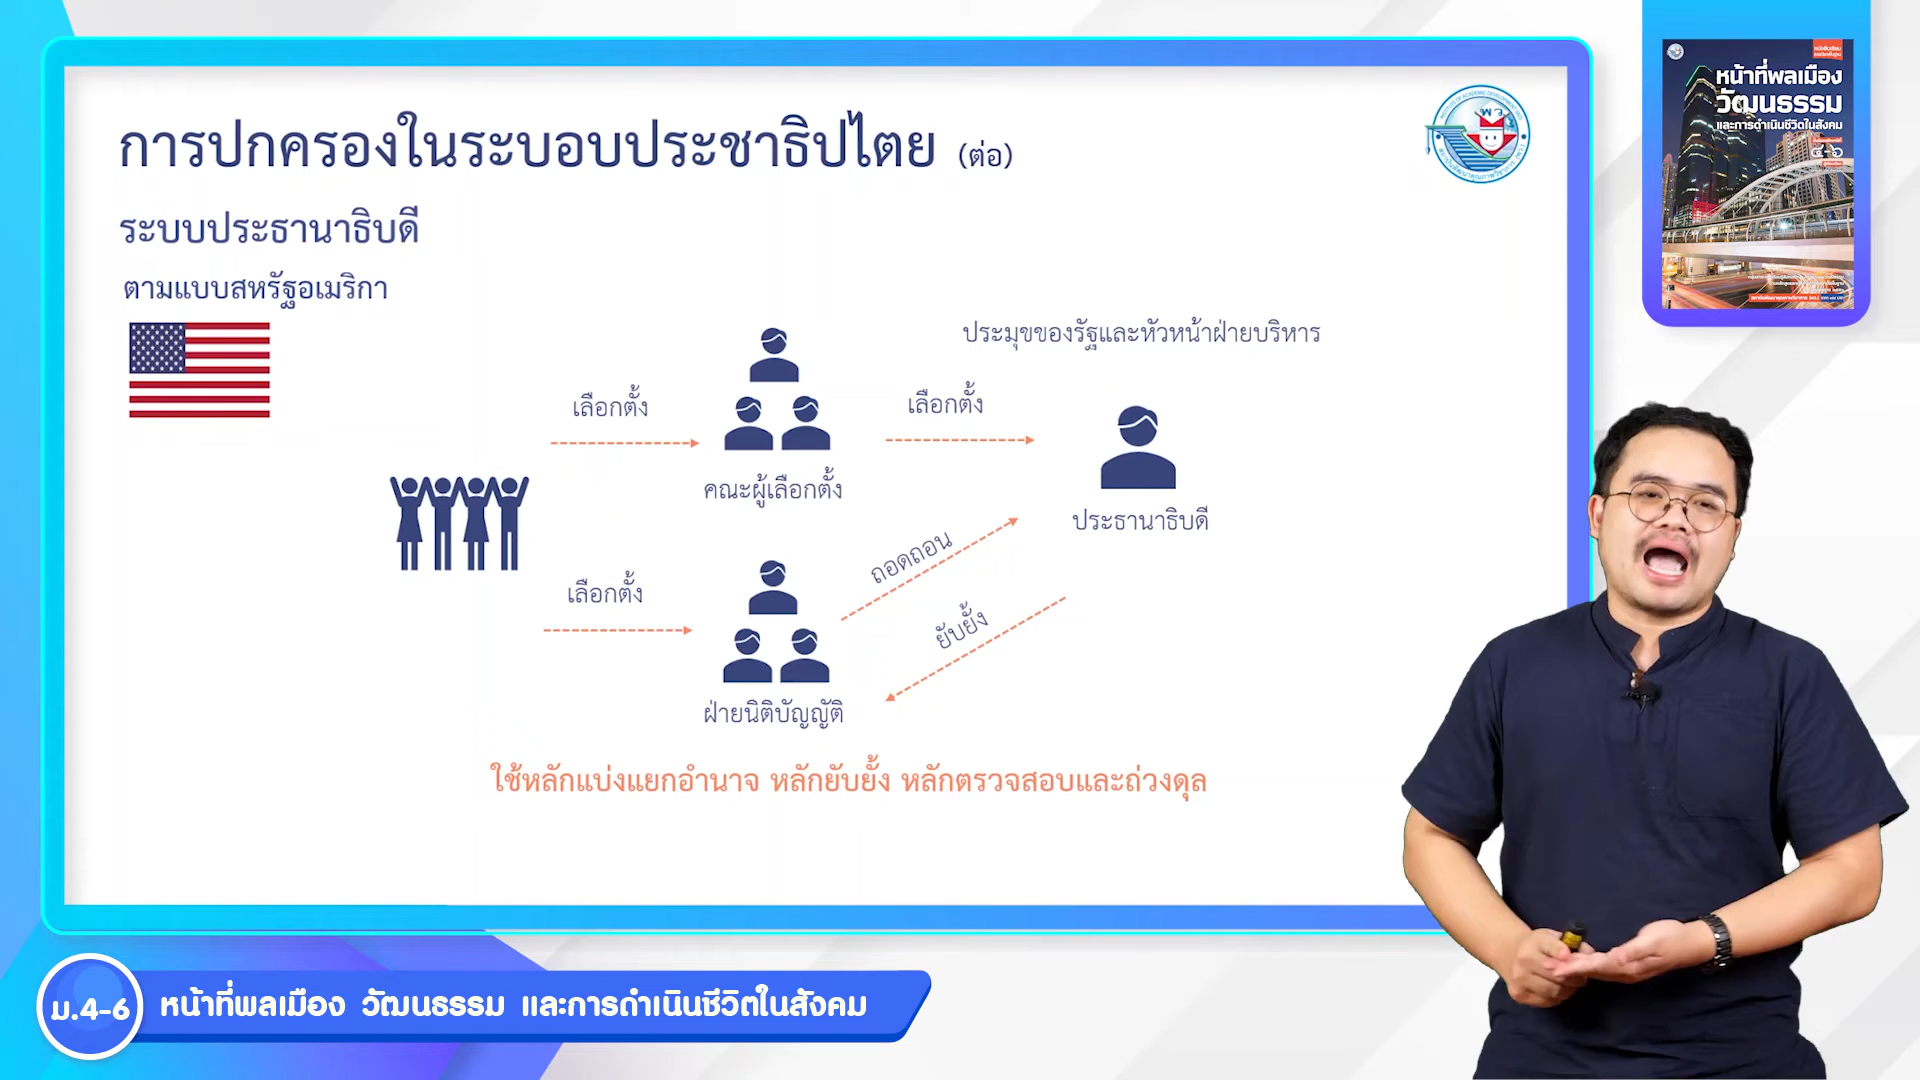 การปกครองในระบอบประชาธิปไตย (ต่อ)
ระบบประธานาธิบดี
ตามแบบสหรัฐอเมริกา
ประมุขของรัฐและหัวหน้าฝ่ายบริหาร
เลือกตั้ง
เลือกตั้ง
คณะผู้เลือกตั้ง
ประธานาธิบดี
ถอดถอน
เลือกตั้ง
ยับยั้ง
ฝ่ายนิติบัญญัติ
ใช้หลักแบ่งแยกอำนาจ หลักยับยั้ง หลักตรวจสอบและถ่วงดุล
หน้าที่พลเมือง
วัฒนธรรม
และการดำเนินชีวิตในสังคม
๔-๖
พว
ม.4-6
หน้าที่พลเมือง วัฒนธรรม และการดำเนินชีวิตในสังคม